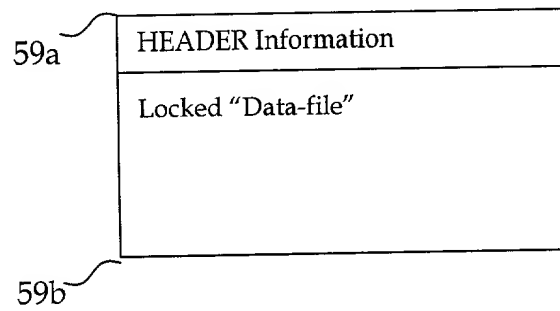 59a
HEADER Information
Locked “Data-file”
59b